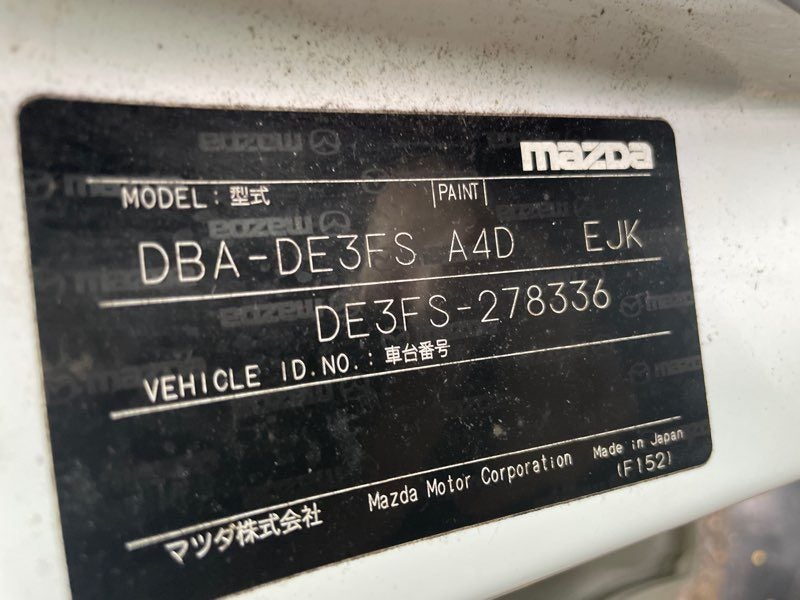 mazda
MODEL: 型式 PAINT
DBA-DE3FS A4D EJK
DE3FS-278336
VEHICLE ID.NO.: 車台番号
マツダ株式会社 Mazda Motor Corporation Made in Japan
(F152)